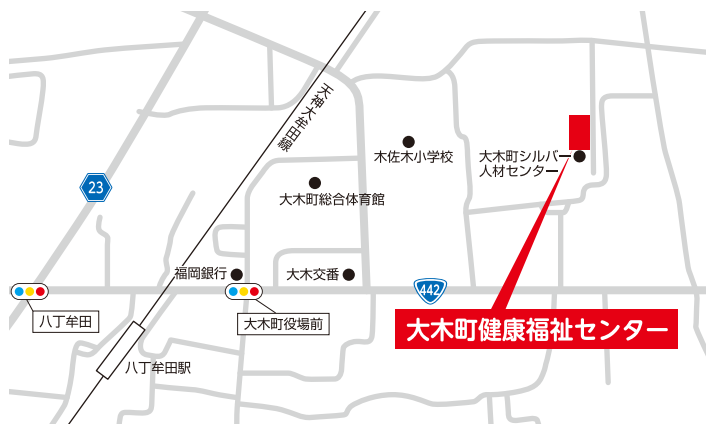 天神大牟田線
木佐木小学校
大木町シルバー
人材センター
23
大木町総合体育館
福岡銀行
大木交番
442
八丁牟田
大木町役場前
大木町健康福祉センター
八丁牟田駅